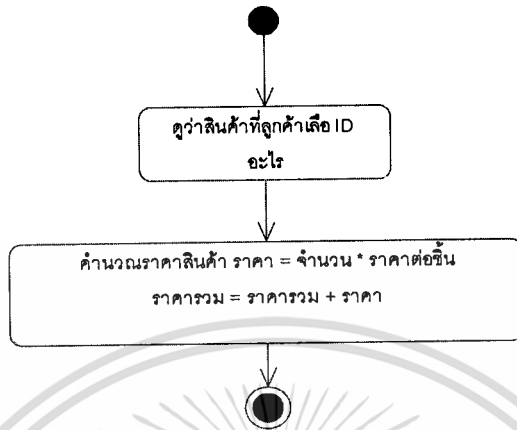 ดูว่าสินค้าที่ลูกค้าเลือ ID
อะไร
คำนวณราคาสินค้า ราคา = จำนวน * ราคาต่อชิ้น
ราคารวม = ราคารวม + ราคา